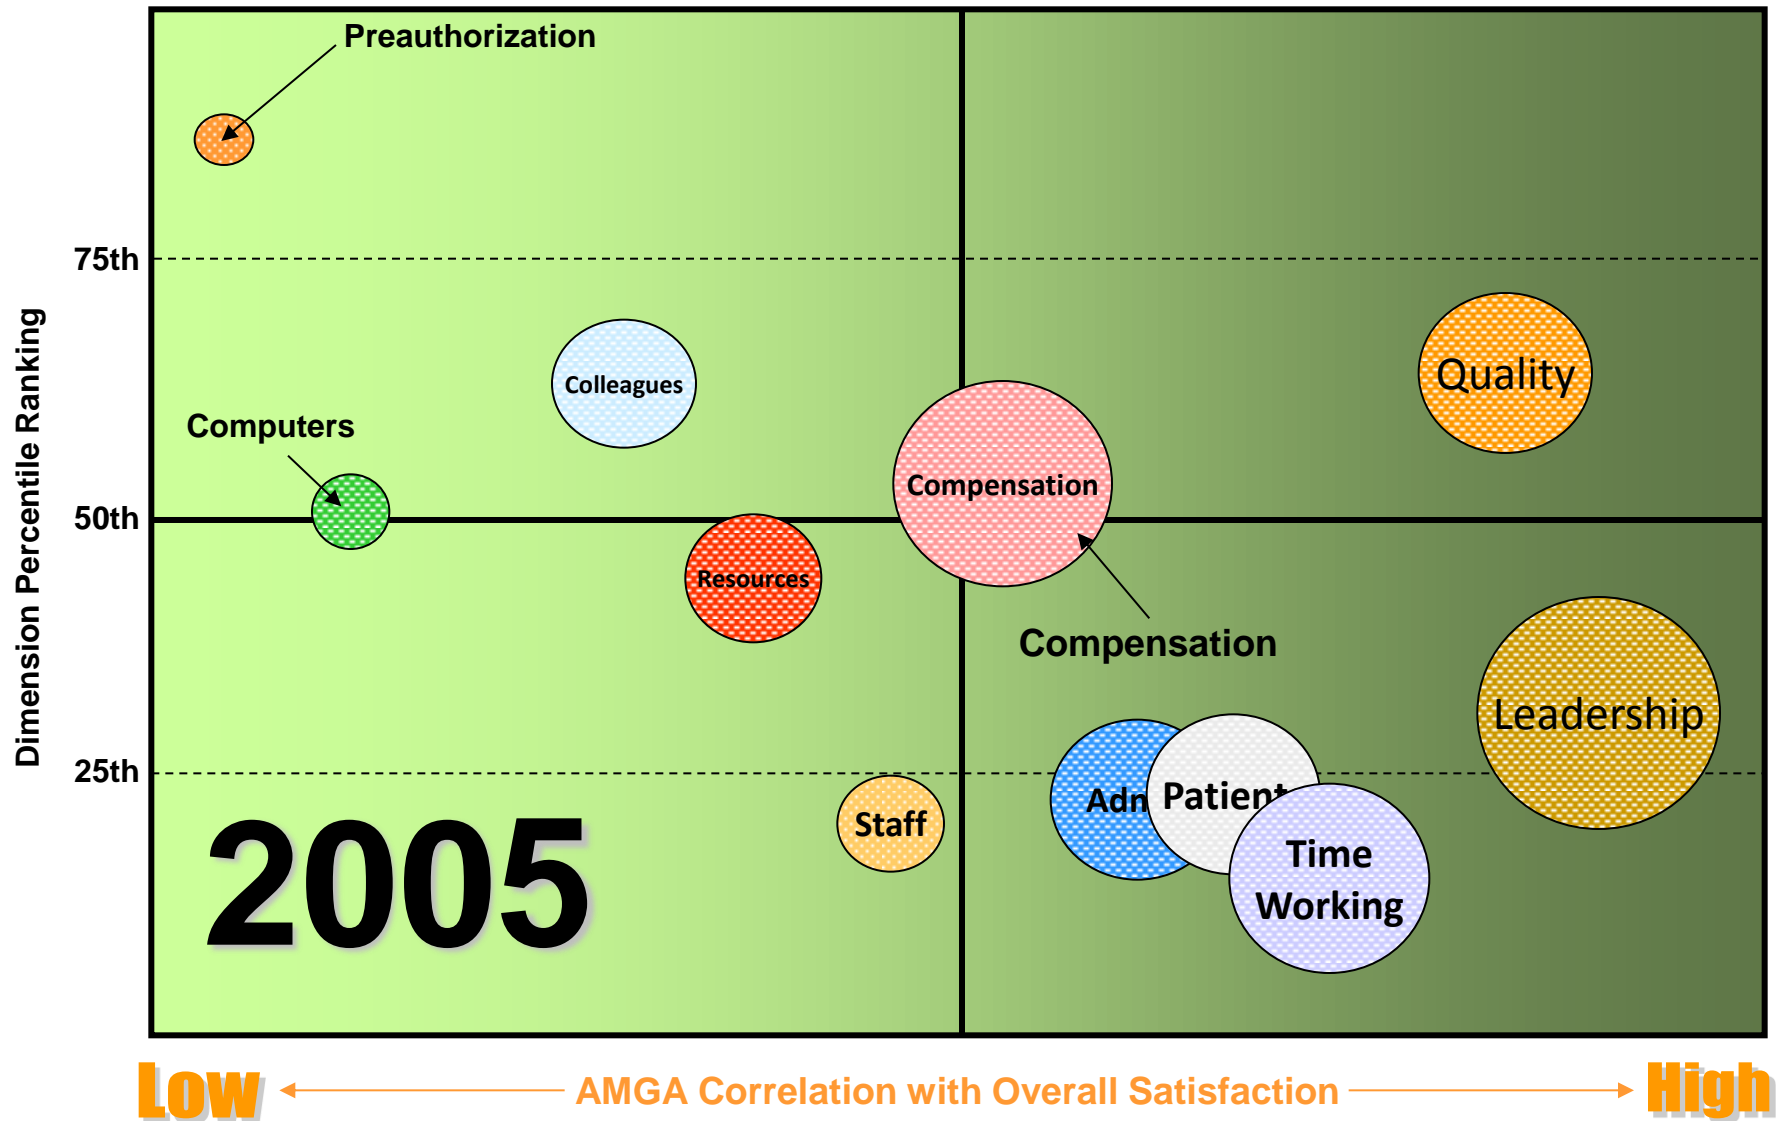 Preauthorization
75th
Dimension Percentile Ranking
Colleagues
Quality
Computers
Compensation
50th
Resources
Compensation
Leadership
25th
Patient
Staff
Time
Working
2005
Low
AMGA Correlation with Overall Satisfaction
High